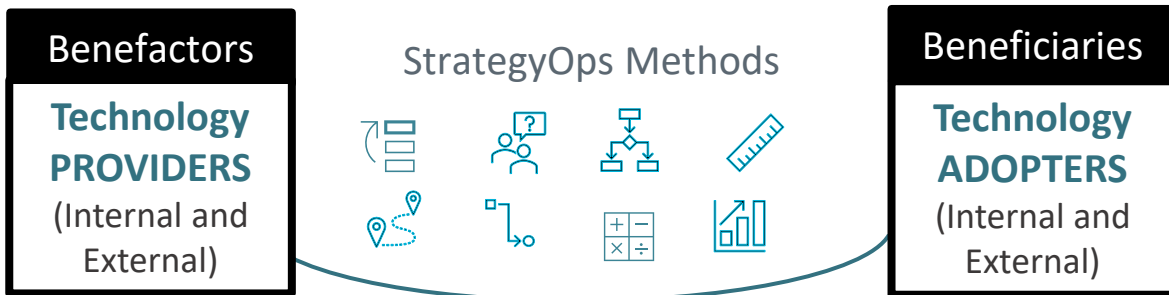 Benefactors
Technology
PROVIDERS
(Internal and
External)
StrategyOps Methods
?
+ −
× ÷
Beneficiaries
Technology
ADOPTERS
(Internal and
External)